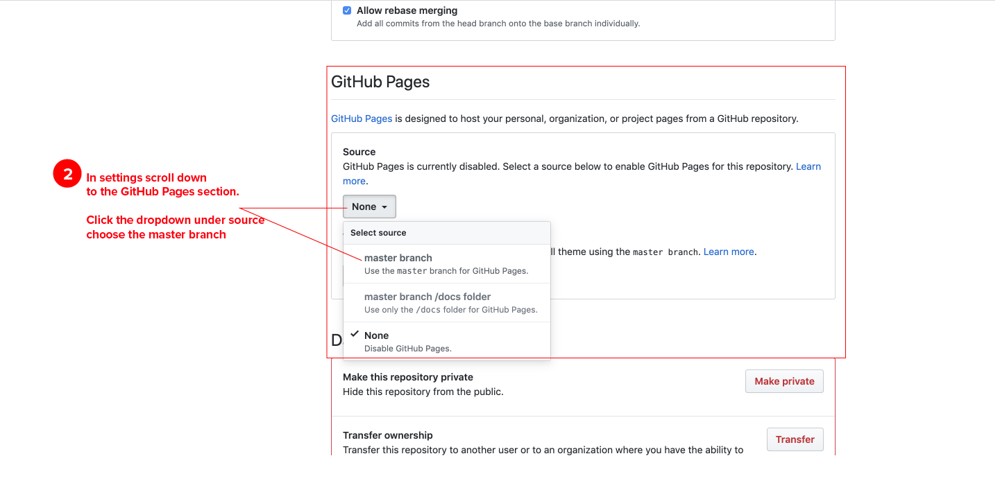 Allow rebase merging
Add all commits from the head branch onto the base branch individually.
GitHub Pages
GitHub Pages is designed to host your personal, organization, or project pages from a GitHub repository.
Source
GitHub Pages is currently disabled. Select a source below to enable GitHub Pages for this repository. Learn
more.
2
In settings scroll down
to the GitHub Pages section.
Click the dropdown under source
choose the master branch
None
Select source
master branch
Use the master branch for GitHub Pages.
ll theme using the master branch. Learn more.
master branch /docs folder
Use only the /docs folder for GitHub Pages.
None
Disable GitHub Pages.
D
Make this repository private
Hide this repository from the public.
Make private
Transfer ownership
Transfer this repository to another user or to an organization where you have the ability to
Transfer